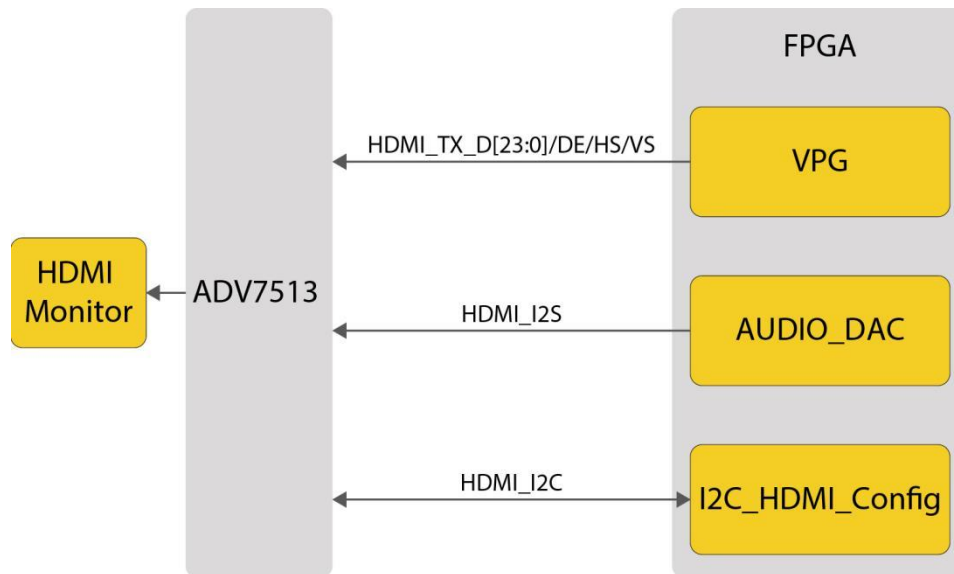 FPGA
HDMI_TX_D[23:0]/DE/HS/VS
VPG
HDMI
Monitor
ADV7513
HDMI_I2S
AUDIO_DAC
HDMI_I2C
I2C_HDMI_Config